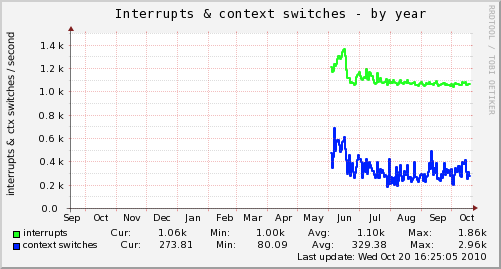 Interrupts & context switches - by year
RRDTOOL / TOBI OETIKER
interrupts & ctx switches / second
1.4 k
1.2 k
1.0 k
0.8 k
0.6 k
0.4 k
0.2 k
0.0
Sep Oct Nov Dec Jan Feb Mar Apr May Jun Jul Aug Sep Oct
interrupts Cur: 1.06k Min: 1.00k Avg: 1.10k Max: 1.86k
context switches Cur: 273.81 Min: 80.09 Avg: 329.38 Max: 2.96k
Last update: Wed Oct 20 16:25:05 2010